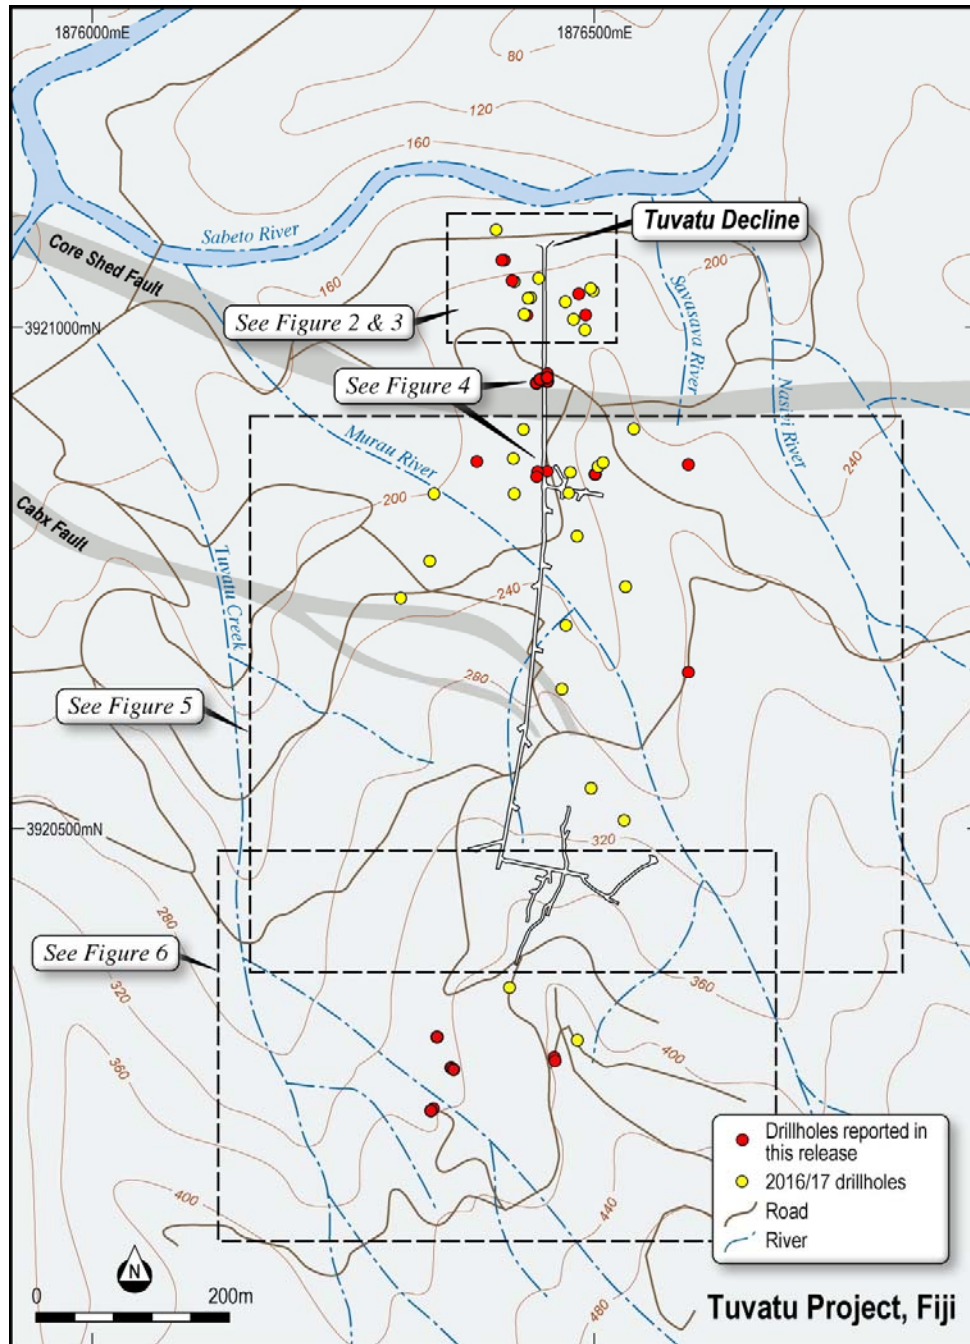 1876000mE
1876500mE
80
120
160
Tuvatu Decline
Sabeto River
Core Shed Fault
200
160
Savusava River
See Figure 2 & 3
3921000mN
See Figure 4
Nasivi River
Murau River
240
200
Cabx Fault
Tuvatu Creek
240
280
See Figure 5
3920500mN
320
280
See Figure 6
360
320
400
360
Drillholes reported in
this release
2016/17 drillholes
Road
River
400
440
N
0
200m
480
Tuvatu Project, Fiji